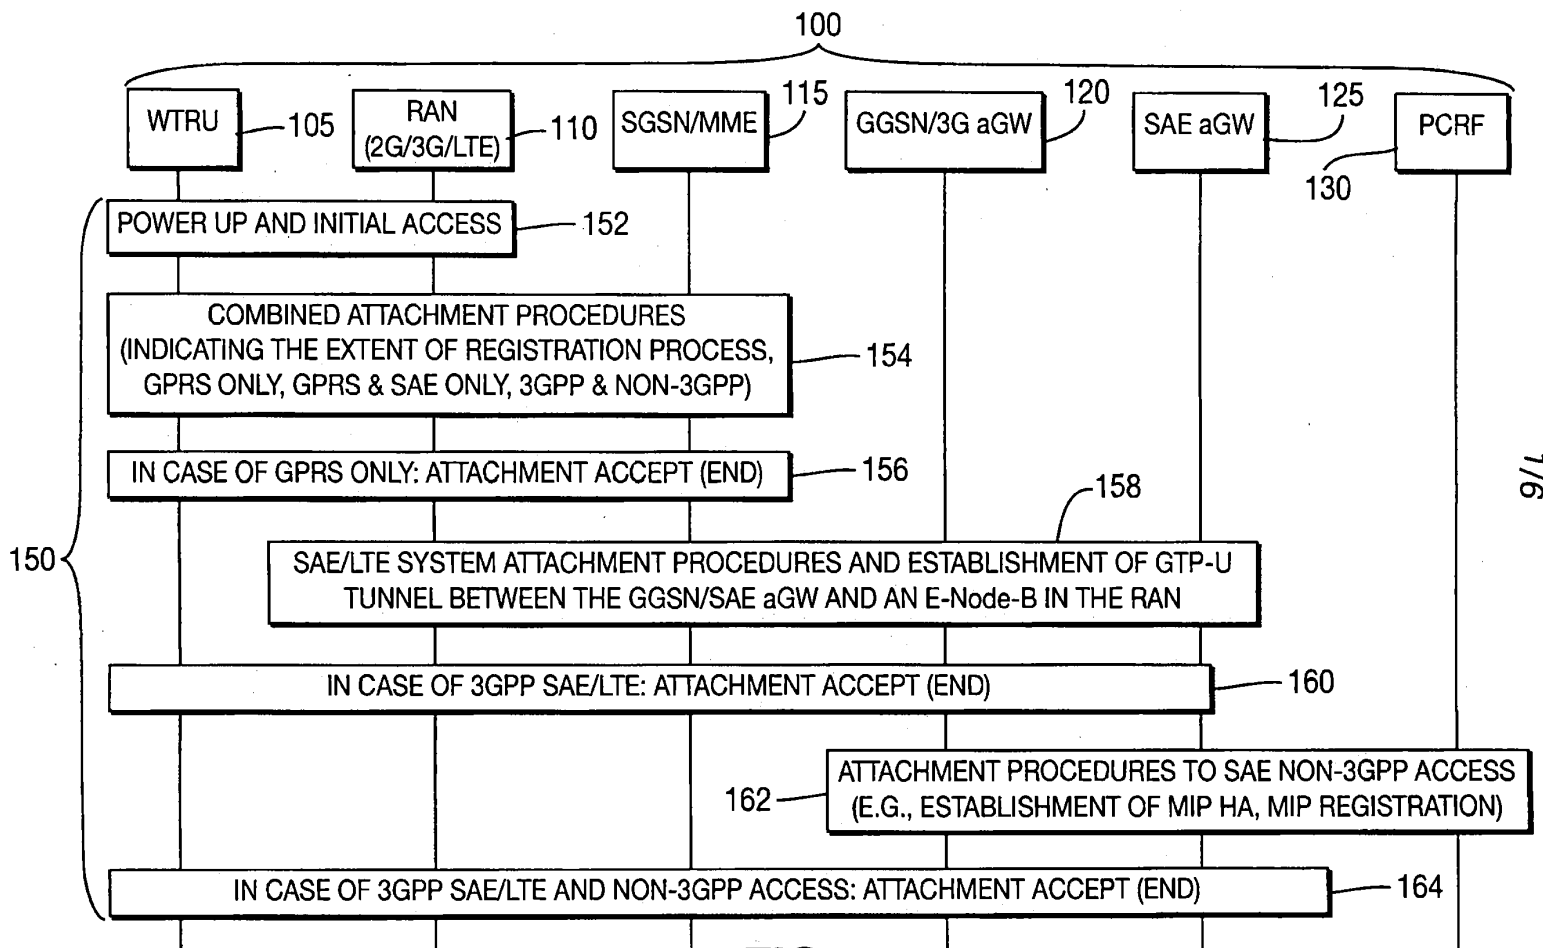 100
WTRU
105
RAN
(2G/3G/LTE)
110
SGSN/MME
115
GGSN/3G aGW
120
SAE aGW
125
PCRF
130
POWER UP AND INITIAL ACCESS
152
COMBINED ATTACHMENT PROCEDURES
(INDICATING THE EXTENT OF REGISTRATION PROCESS,
GPRS ONLY, GPRS & SAE ONLY, 3GPP & NON-3GPP)
154
IN CASE OF GPRS ONLY: ATTACHMENT ACCEPT (END)
156
158
1/6
150
SAE/LTE SYSTEM ATTACHMENT PROCEDURES AND ESTABLISHMENT OF GTP-U
TUNNEL BETWEEN THE GGSN/SAE aGW AND AN E-Node-B IN THE RAN
IN CASE OF 3GPP SAE/LTE: ATTACHMENT ACCEPT (END)
160
ATTACHMENT PROCEDURES TO SAE NON-3GPP ACCESS
(E.G., ESTABLISHMENT OF MIP HA, MIP REGISTRATION)
162
IN CASE OF 3GPP SAE/LTE AND NON-3GPP ACCESS: ATTACHMENT ACCEPT (END)
164